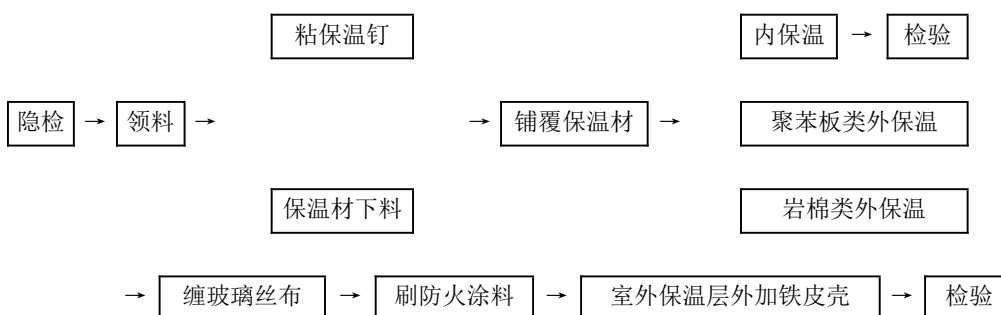 粘保温钉 内保温 → 检验
隐检 → 领料 → → 铺覆保温材 → 聚苯板类外保温
保温材下料 岩棉类外保温
→ 缠玻璃丝布 → 刷防火涂料 → 室外保温层外加铁皮壳 → 检验